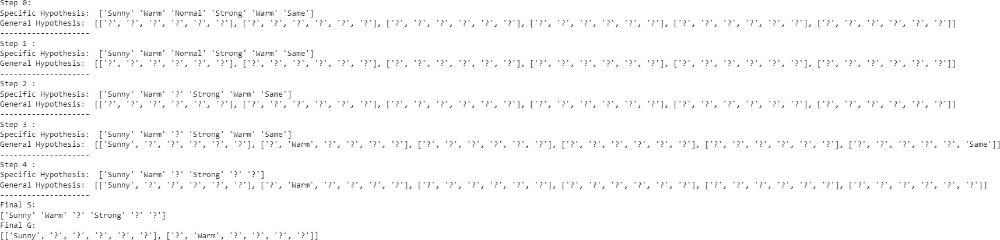 Step 0:
Specific Hypothesis:  ['Sunny' 'Warm' 'Normal' 'Strong' 'Warm' 'Same']
General Hypothesis:  [['?', '?', '?', '?', '?', '?'], ['?', '?', '?', '?', '?', '?'], ['?', '?', '?', '?', '?', '?'], ['?', '?', '?', '?', '?', '?'], ['?', '?', '?', '?', '?', '?'], ['?', '?', '?', '?', '?', '?']]
--------------------
Step 1 :
Specific Hypothesis:  ['Sunny' 'Warm' 'Normal' 'Strong' 'Warm' 'Same']
General Hypothesis:  [['?', '?', '?', '?', '?', '?'], ['?', '?', '?', '?', '?', '?'], ['?', '?', '?', '?', '?', '?'], ['?', '?', '?', '?', '?', '?'], ['?', '?', '?', '?', '?', '?'], ['?', '?', '?', '?', '?', '?']]
--------------------
Step 2 :
Specific Hypothesis:  ['Sunny' 'Warm' '?' 'Strong' 'Warm' 'Same']
General Hypothesis:  [['?', '?', '?', '?', '?', '?'], ['?', '?', '?', '?', '?', '?'], ['?', '?', '?', '?', '?', '?'], ['?', '?', '?', '?', '?', '?'], ['?', '?', '?', '?', '?', '?'], ['?', '?', '?', '?', '?', '?']]
--------------------
Step 3 :
Specific Hypothesis:  ['Sunny' 'Warm' '?' 'Strong' 'Warm' 'Same']
General Hypothesis:  [['Sunny', '?', '?', '?', '?', '?'], ['?', 'Warm', '?', '?', '?', '?'], ['?', '?', '?', '?', '?', '?'], ['?', '?', '?', '?', '?', '?'], ['?', '?', '?', '?', '?', '?'], ['?', '?', '?', '?', '?', 'Same']]
--------------------
Step 4 :
Specific Hypothesis:  ['Sunny' 'Warm' '?' 'Strong' '?' '?']
General Hypothesis:  [['Sunny', '?', '?', '?', '?', '?'], ['?', 'Warm', '?', '?', '?', '?'], ['?', '?', '?', '?', '?', '?'], ['?', '?', '?', '?', '?', '?'], ['?', '?', '?', '?', '?', '?'], ['?', '?', '?', '?', '?', '?']]
--------------------
Final S:
['Sunny' 'Warm' '?' 'Strong' '?' '?']
Final G:
[['Sunny', '?', '?', '?', '?', '?'], ['?', 'Warm', '?', '?', '?', '?']]